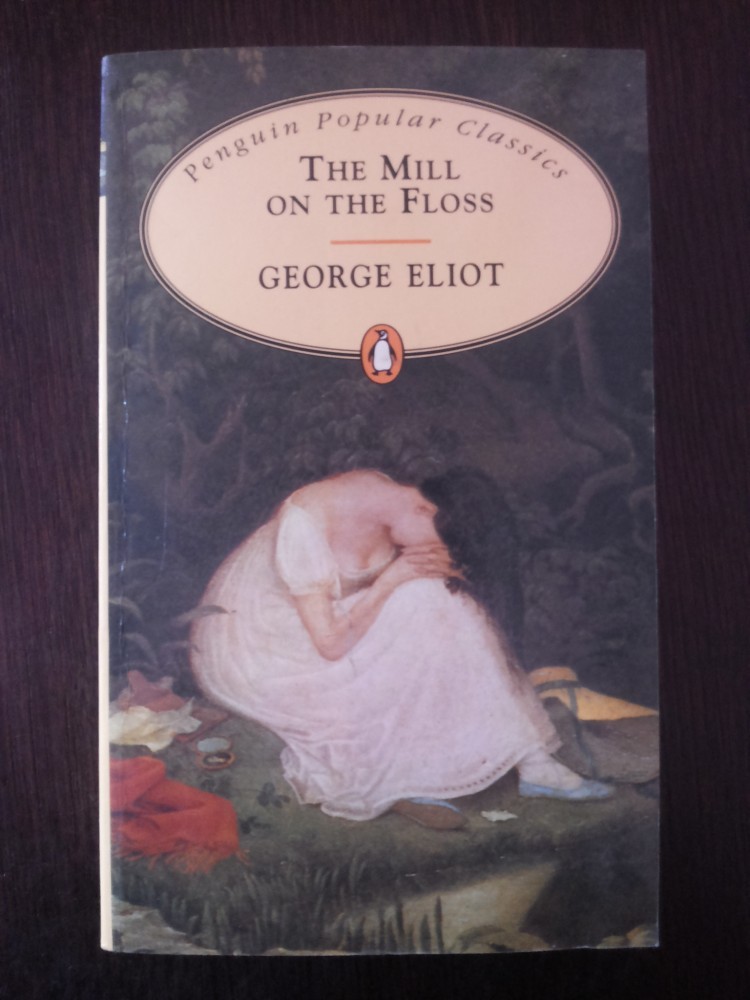 Penguin Popular Classics
THE MILL
ON THE FLOSS
GEORGE ELIOT